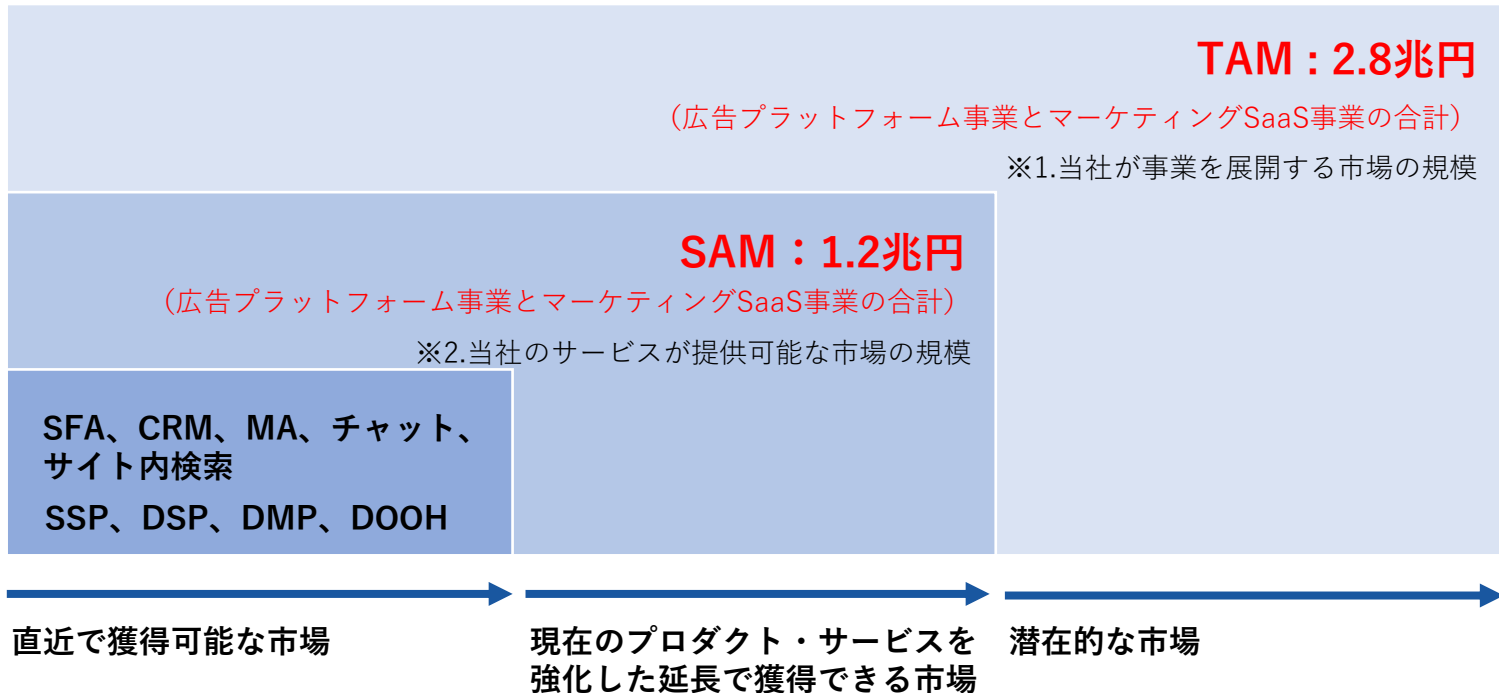 TAM：2.8兆円
（広告プラットフォーム事業とマーケティングSaaS事業の合計）
※1.当社が事業を展開する市場の規模
SAM：1.2兆円
（広告プラットフォーム事業とマーケティングSaaS事業の合計）
※2.当社のサービスが提供可能な市場の規模
SFA、CRM、MA、チャット、
サイト内検索
SSP、DSP、DMP、DOOH
直近で獲得可能な市場
現在のプロダクト・サービスを
強化した延長で獲得できる市場
潜在的な市場